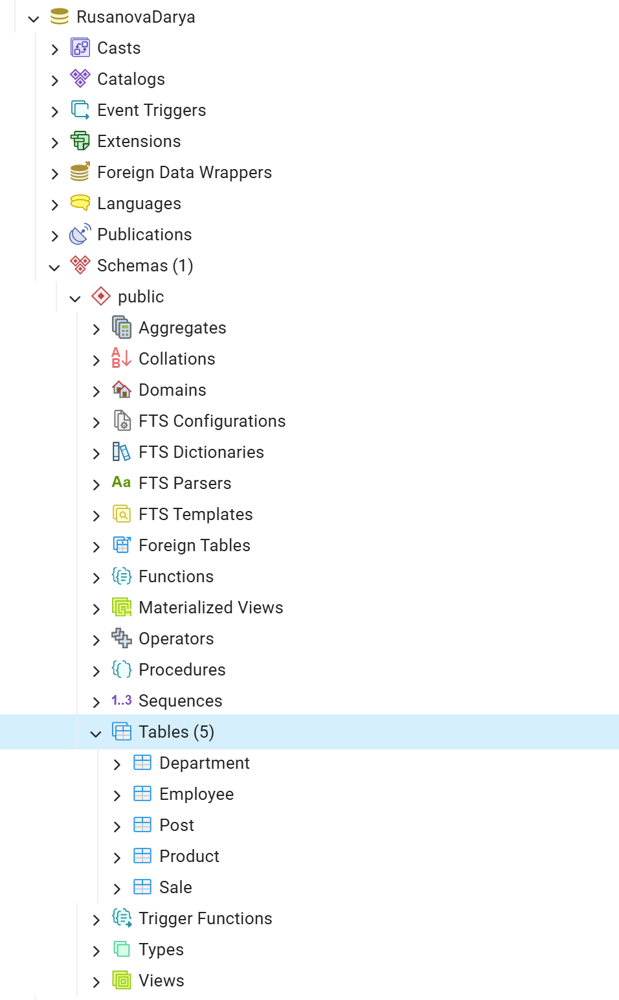 RusanovaDarya
Casts
Catalogs
Event Triggers
Extensions
Foreign Data Wrappers
Languages
Publications
Schemas (1)
public
Aggregates
A
B
Collations
Domains
FTS Configurations
FTS Dictionaries
Aa FTS Parsers
FTS Templates
Foreign Tables
Functions
Materialized Views
Operators
Procedures
1..3 Sequences
Tables (5)
Department
Employee
Post
Product
Sale
Trigger Functions
Types
Views